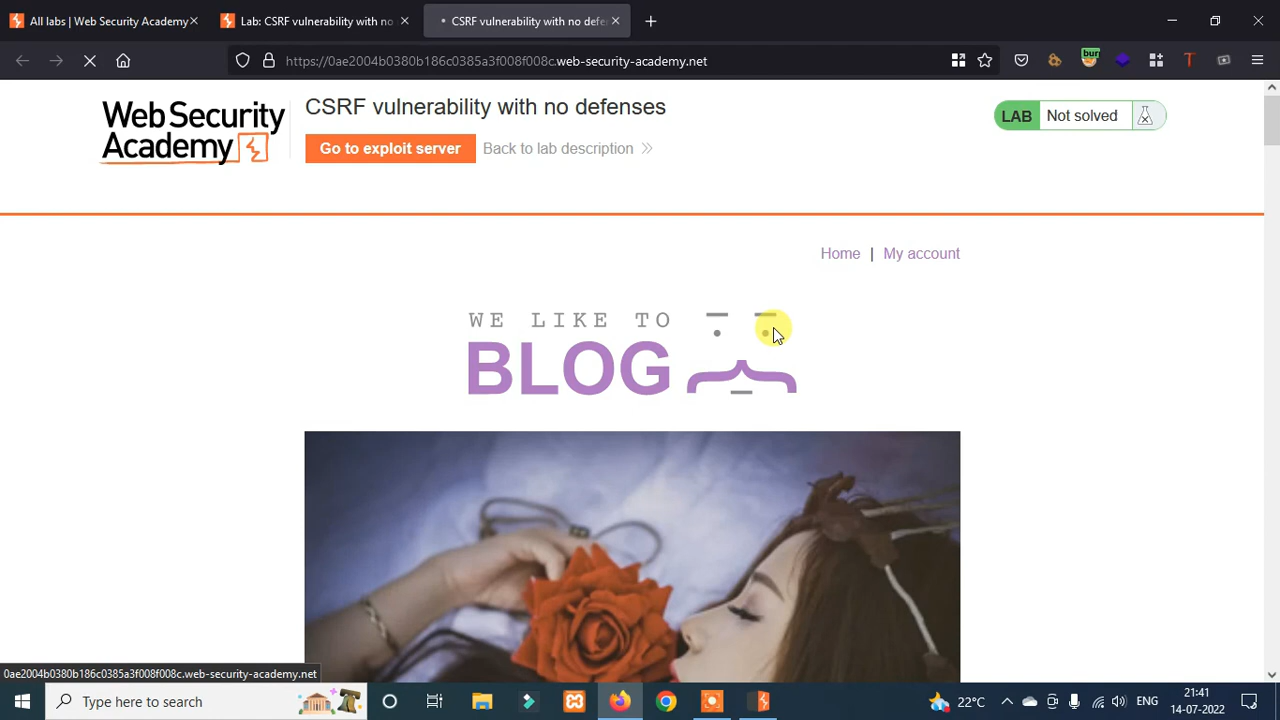 All labs | Web Security Academy
Lab: CSRF vulnerability with no
CSRF vulnerability with no defe
https://0ae2004b0380b186c0385a3f008f008c.web-security-academy.net
Web Security
Academy
CSRF vulnerability with no defenses
Go to exploit server
Back to lab description
LAB
Not solved
Home | My account
WE LIKE TO
BLOG
0ae2004b0380b186c0385a3f008f008c.web-security-academy.net
Type here to search
22°C
ENG
21:41
14-07-2022